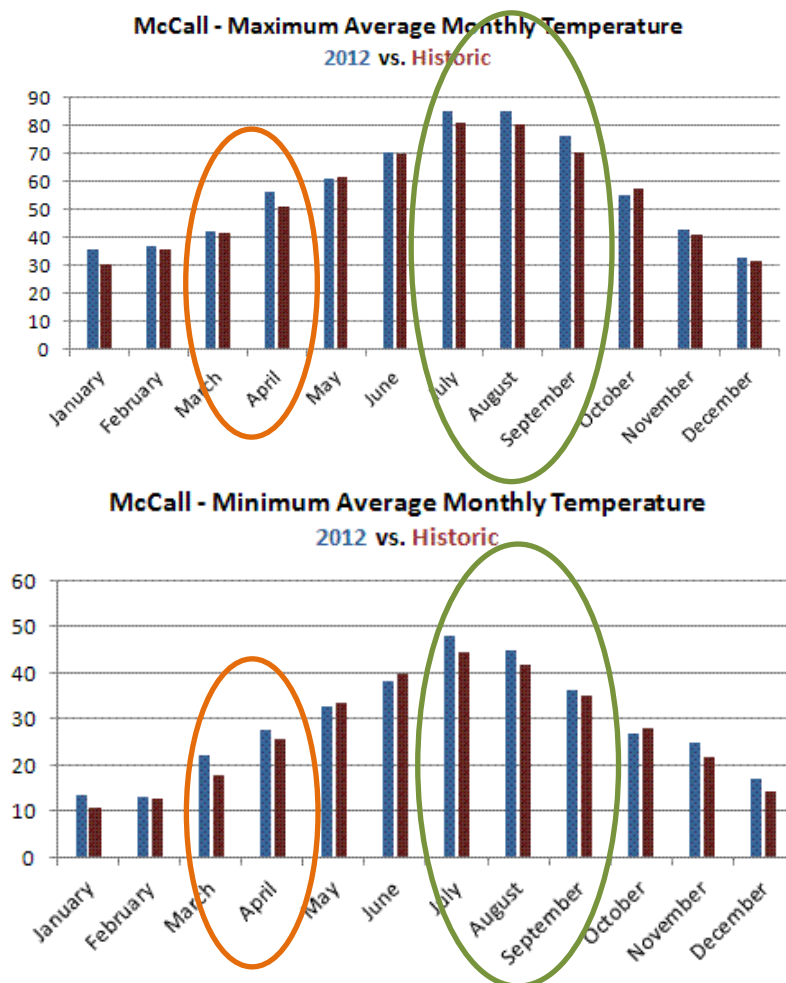 McCall - Maximum Average Monthly Temperature
2012 vs. Historic
90
80
70
60
50
40
30
20
10
0
January
February
March
April
May
June
July
August
September
October
November
December
McCall - Minimum Average Monthly Temperature
2012 vs. Historic
60
50
40
30
20
10
0
January
February
March
April
May
June
July
August
September
October
November
December